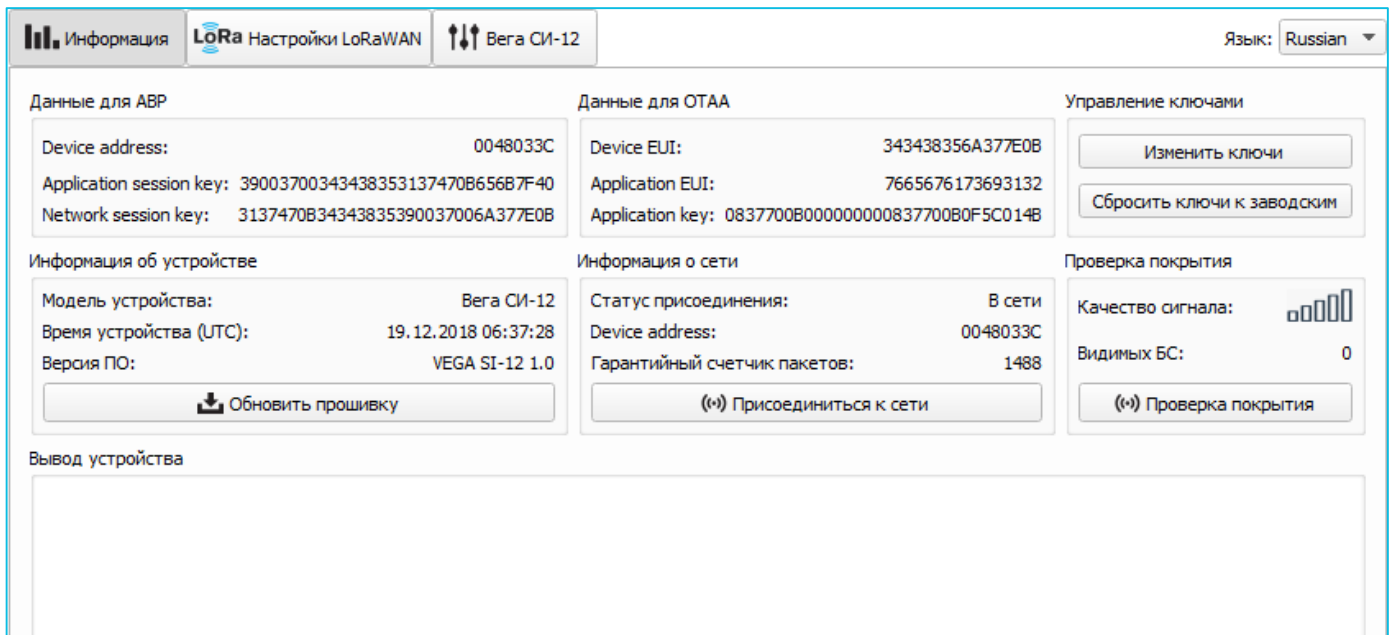 Информация LoRa Настройки LoRaWAN Вега СИ-12 Язык: Russian
Данные для ABP
Device address: 0048033C
Application session key: 39003700343438353137470B656B7F40
Network session key: 3137470B34343835390037006A377E0B
Данные для OTAA
Device EUI: 343438356A377E0B
Application EUI: 7665676173693132
Application key: 0837700B000000000837700B0F5C014B
Управление ключами
Изменить ключи
Сбросить ключи к заводским
Информация об устройстве
Модель устройства: Вега СИ-12
Время устройства (UTC): 19.12.2018 06:37:28
Версия ПО: VEGA SI-12 1.0
Обновить прошивку
Информация о сети
Статус присоединения: В сети
Device address: 0048033C
Гарантийный счетчик пакетов: 1488
Присоединиться к сети
Проверка покрытия
Качество сигнала:
Видимых БС: 0
Проверка покрытия
Вывод устройства